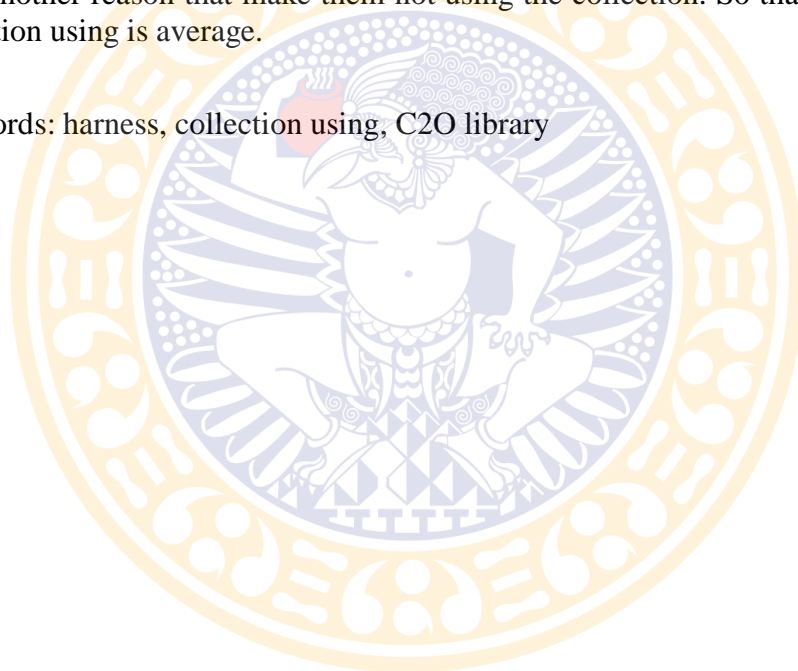 nother reason that make them not using the collection. So tha
tion using is average.
ords: harness, collection using, C2O library